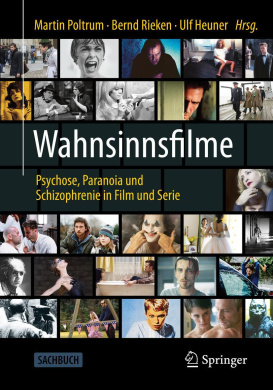 Martin Poltrum · Bernd Rieken · Ulf Heuner Hrsg.
Wahnsinnsfilme
Psychose, Paranoia und
Schizophrenie in Film und Serie
SACHBUCH
Springer